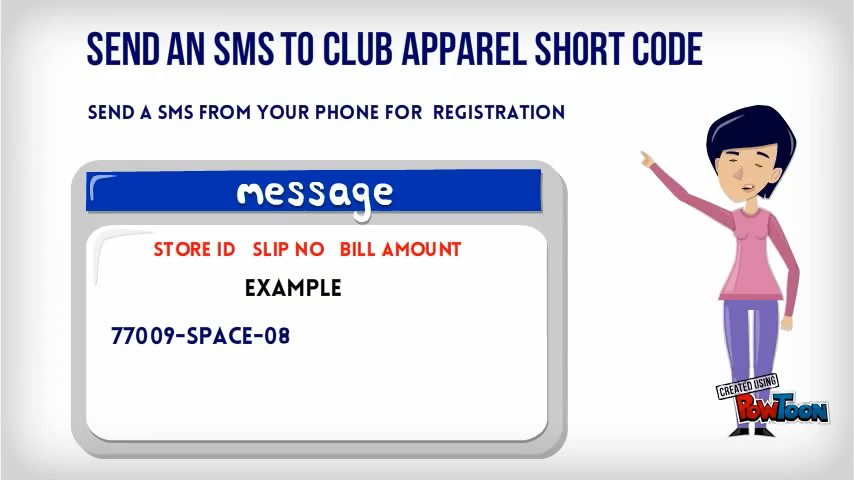 SEND AN SMS TO CLUB APPAREL SHORT CODE
SEND A SMS FROM YOUR PHONE FOR REGISTRATION
message
STORE ID SLIP NO BILL AMOUNT
EXAMPLE
77009-SPACE-08
CREATED USING
POWTOON